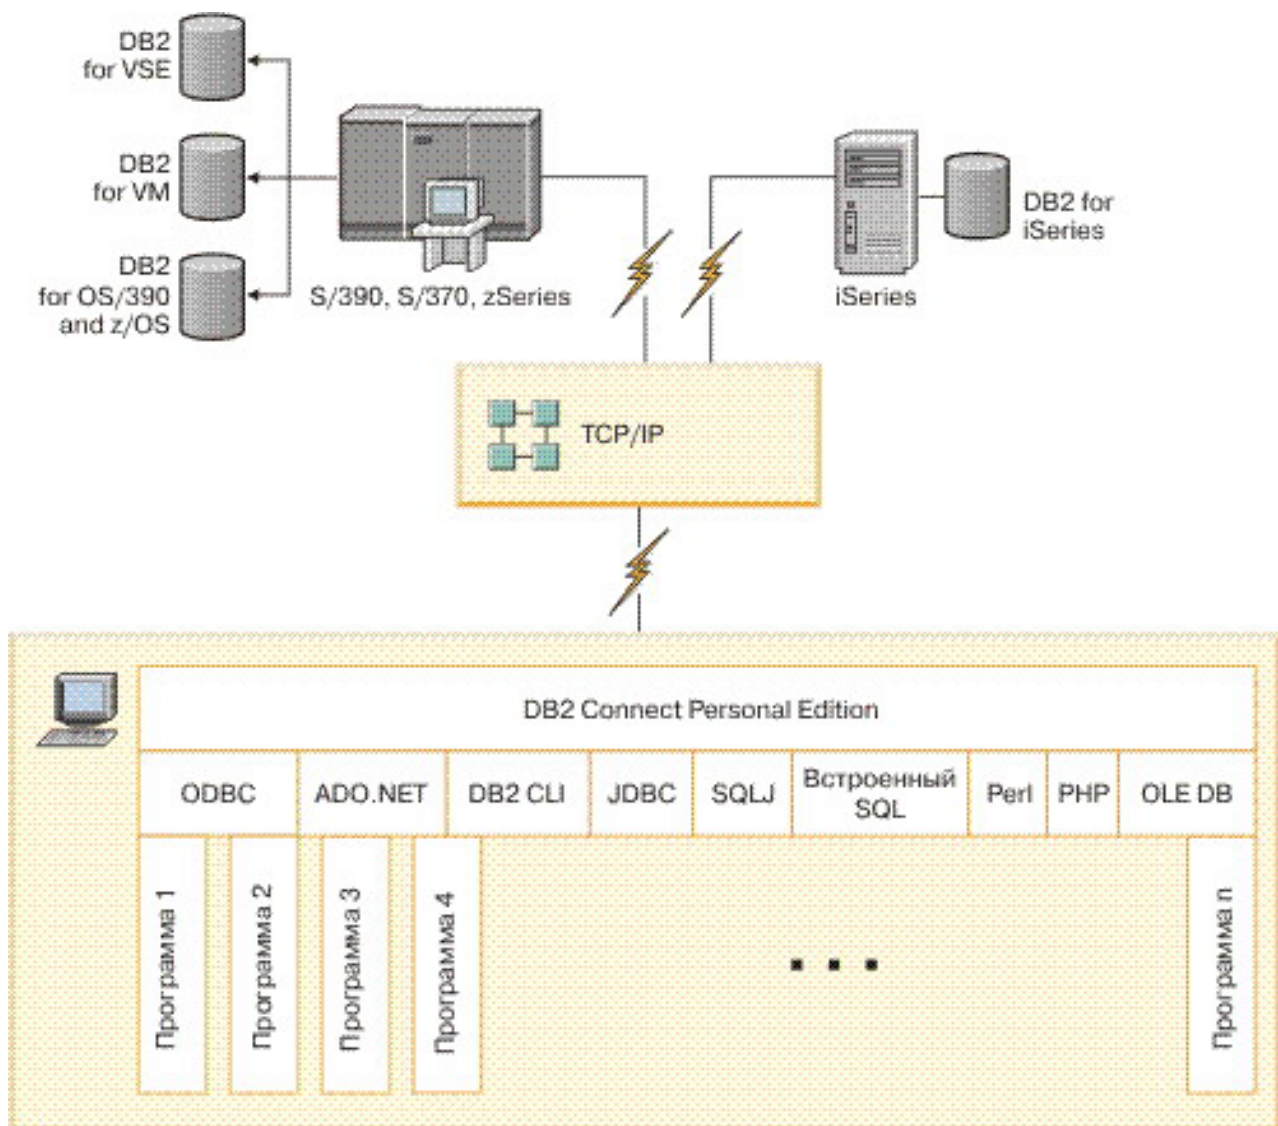 DB2
for VSE
DB2
for VM
DB2
for OS/390
and z/OS
S/390, S/370, zSeries
iSeries
DB2 for
iSeries
TCP/IP
DB2 Connect Personal Edition
ODBC
ADO.NET
DB2 CLI
JDBC
SQLJ
Встроенный
SQL
Perl
PHP
OLE DB
Программа 1
Программа 2
Программа 3
Программа 4
. . .
Программа n